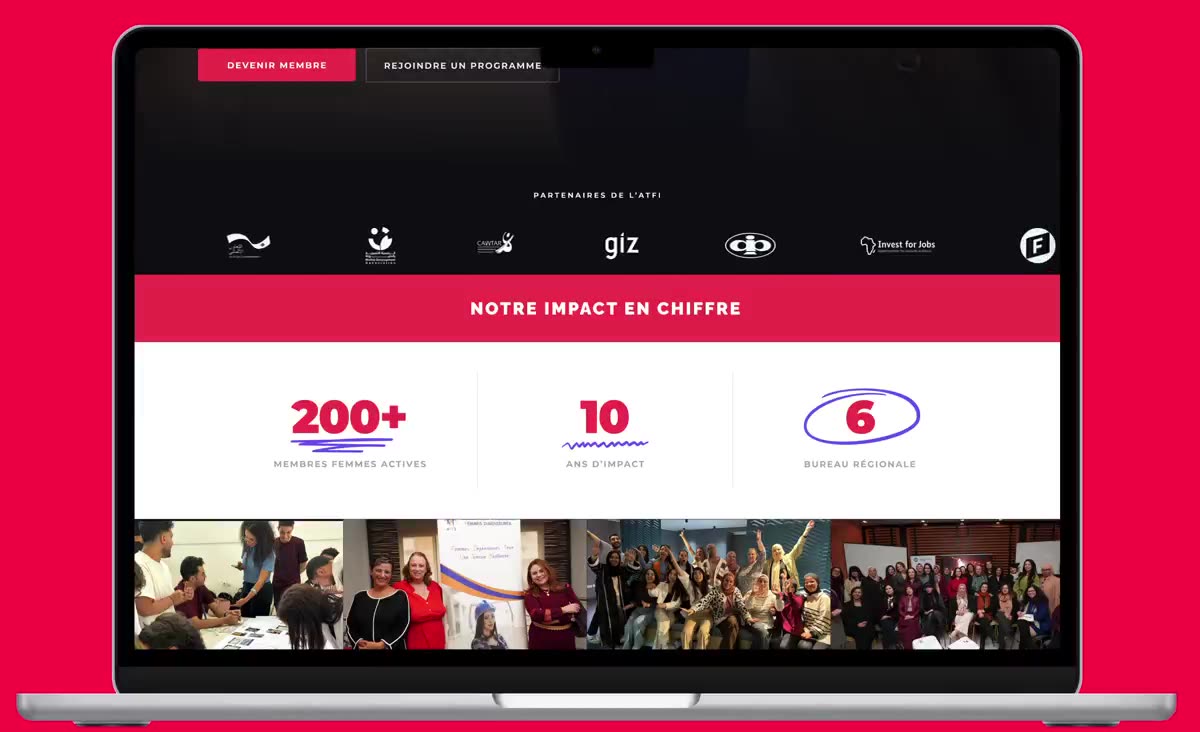 DEVENIR MEMBRE
REJOINDRE UN PROGRAMME
PARTENAIRES DE L'ATFI
CAWTAR
giz
Invest for Jobs
F
NOTRE IMPACT EN CHIFFRE
200+
10
6
MEMBRES FEMMES ACTIVES
ANS D'IMPACT
BUREAU RÉGIONALE